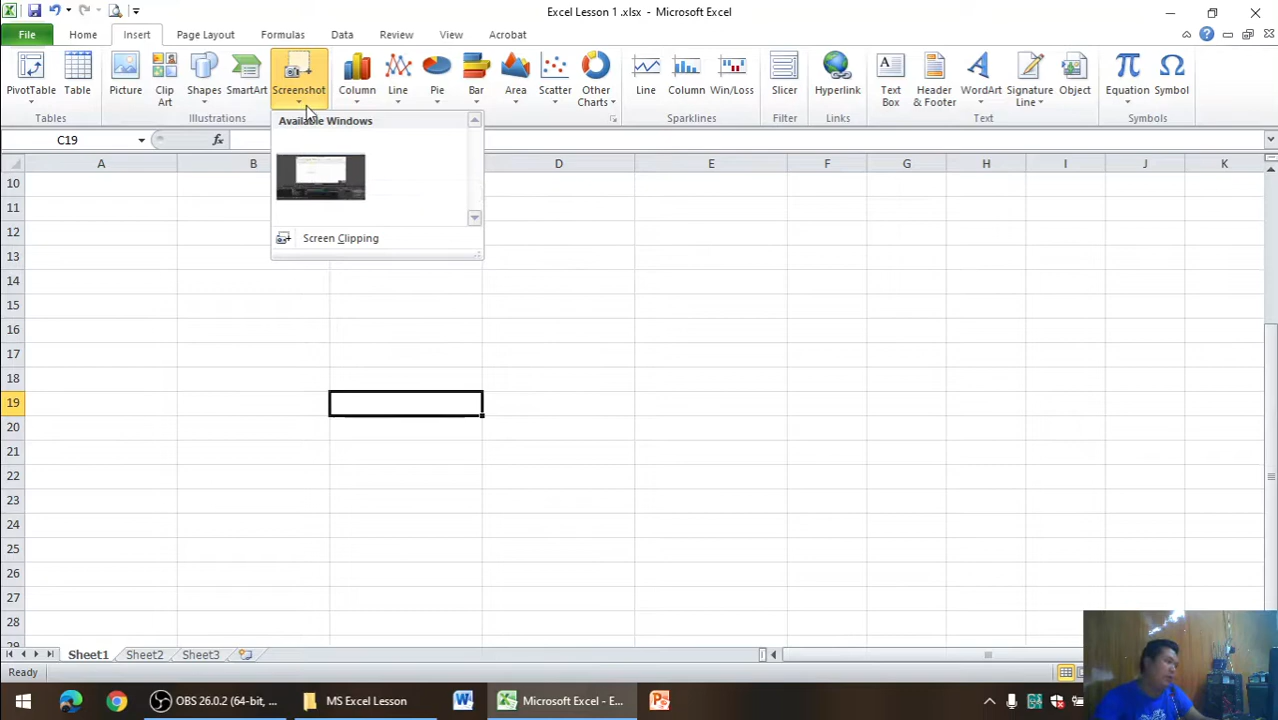 Excel Lesson 1 .xlsx - Microsoft Excel
File Home Insert Page Layout Formulas Data Review View Acrobat
PivotTable Table Picture Clip Art Shapes SmartArt Screenshot Column Line Pie Bar Area Scatter Other Charts Line Column Win/Loss Slicer Hyperlink Text Box Header & Footer WordArt Signature Line Object Equation Symbol
Tables Illustrations Sparklines Filter Links Text Symbols
Available Windows
Screen Clipping
C19 fx
A B D E F G H I J K
10
11
12
13
14
15
16
17
18
19
20
21
22
23
24
25
26
27
28
29
Sheet1 Sheet2 Sheet3
Ready
OBS 26.0.2 (64-bit, ... MS Excel Lesson Microsoft Excel - E...